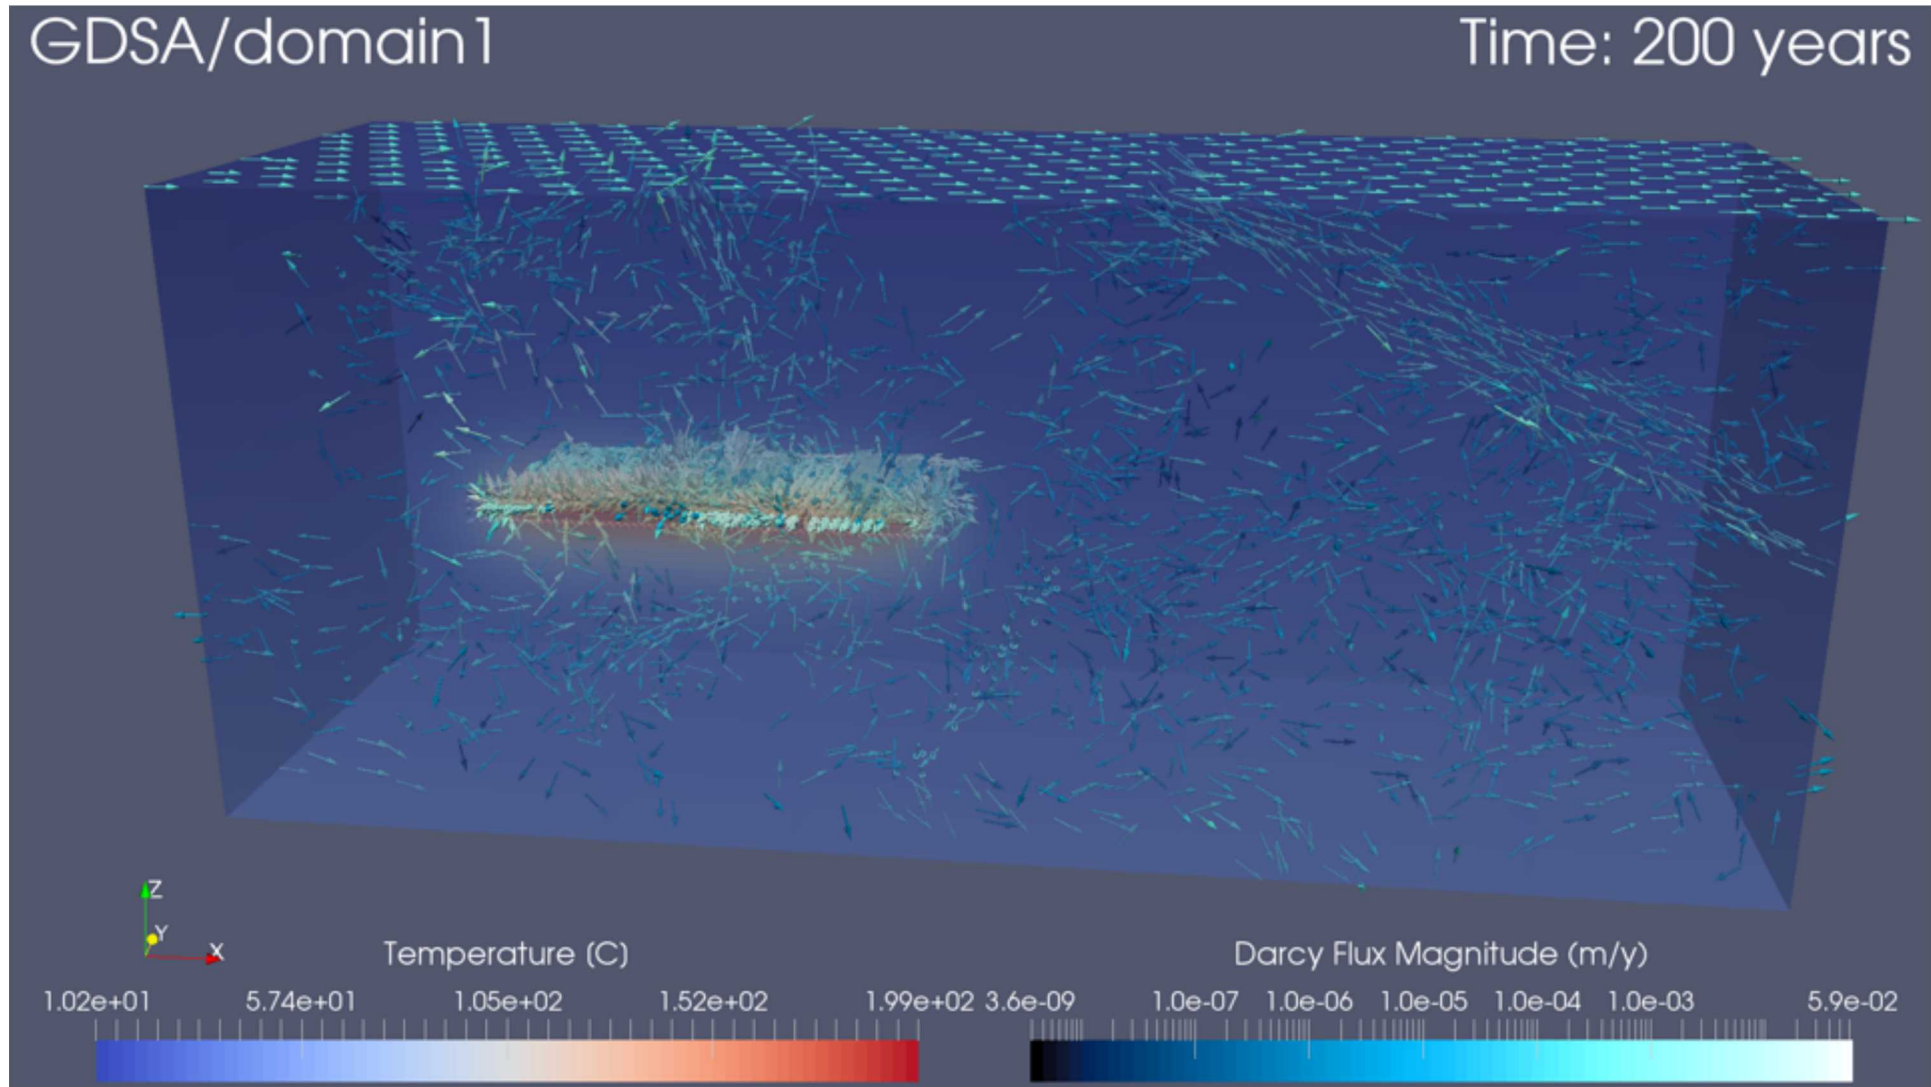 GDSA/domain1
Time: 200 years
Z
Y
X
Temperature (C)
1.02e+01 5.74e+01 1.05e+02 1.52e+02 1.99e+02
Darcy Flux Magnitude (m/y)
3.6e-09 1.0e-07 1.0e-06 1.0e-05 1.0e-04 1.0e-03 5.9e-02